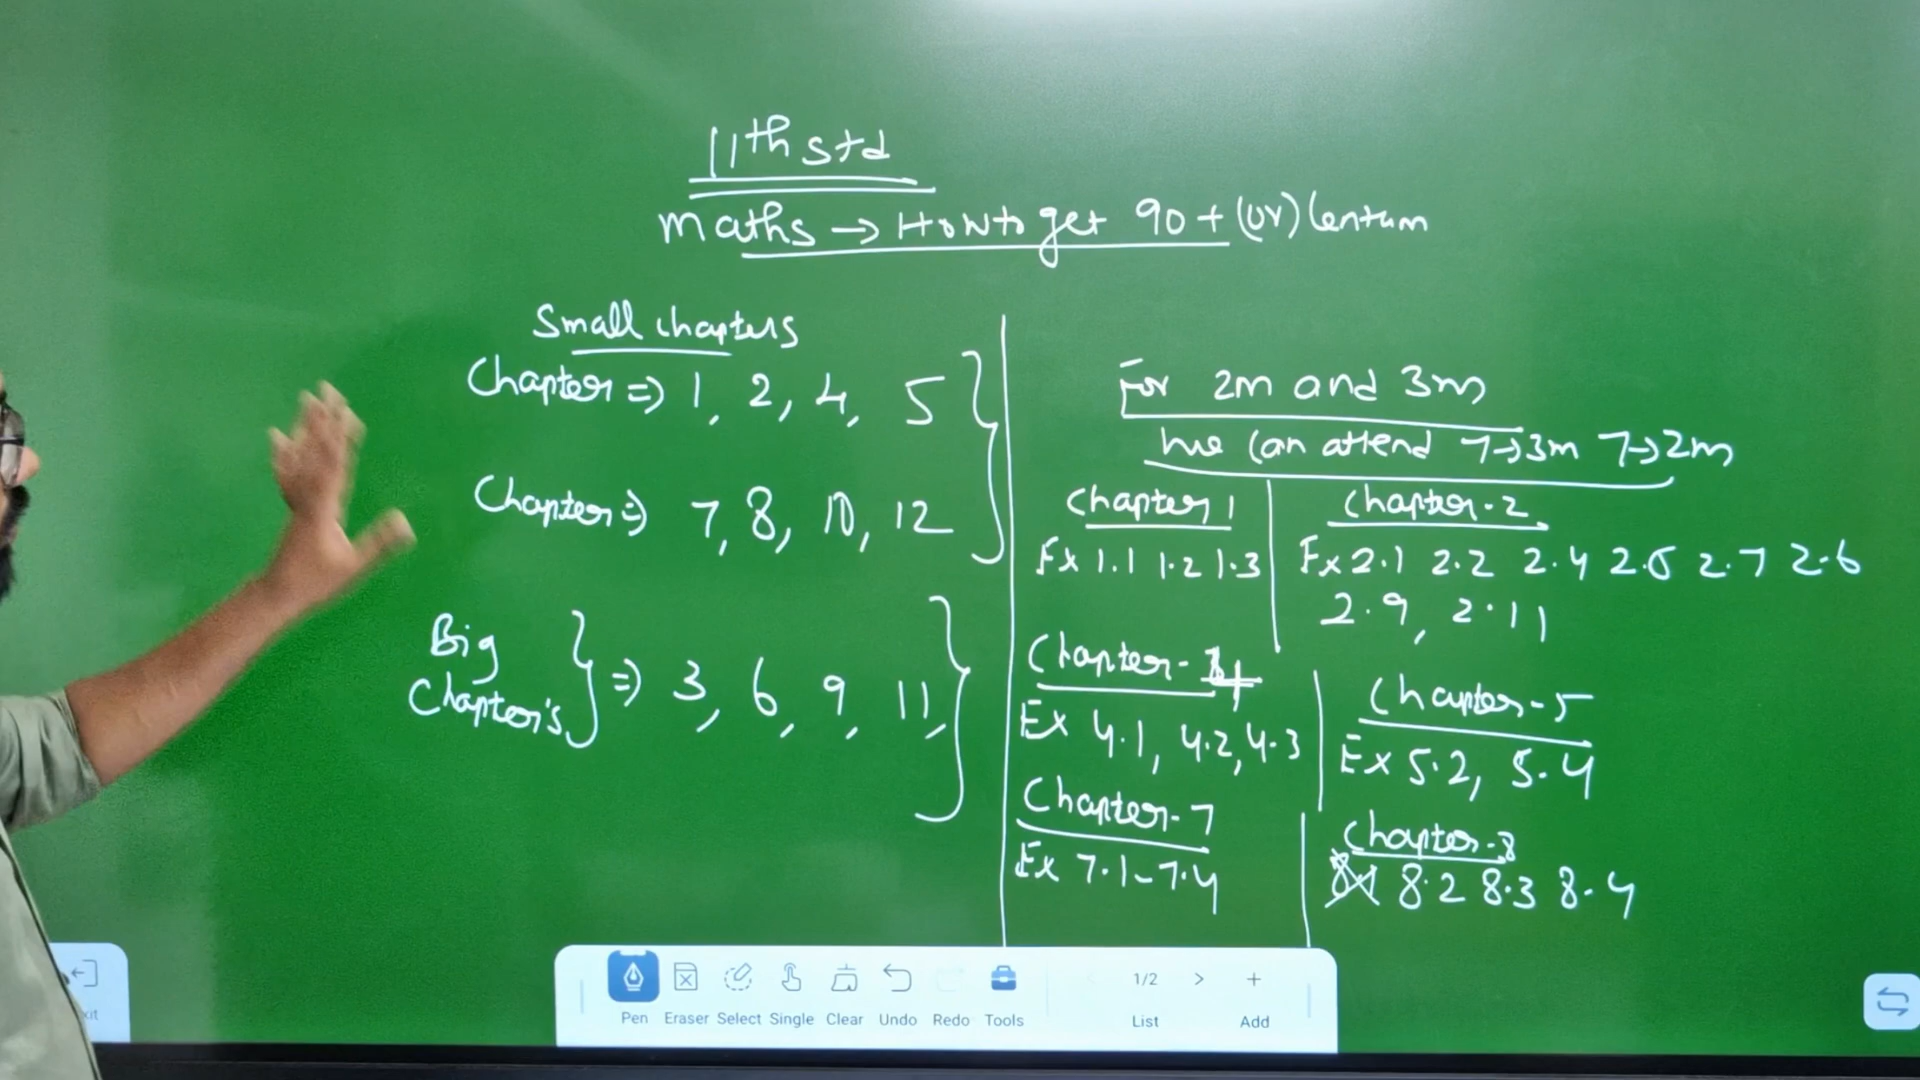 11th std
maths → How to get 90+ (or) Centum
Small chapters
Chapter ⇒ 1, 2, 4, 5
Chapter ⇒ 7, 8, 10, 12
Big
Chapter's ⇒ 3, 6, 9, 11,
For 2m and 3m
we can attend 7→3m 7→2m
Chapter 1
Ex 1.1 1.2 1.3
Chapter-2
Ex 2.1 2.2 2.4 2.5 2.7 2.6
2.9, 2.11
Chapter-4
Ex 4.1, 4.2, 4.3
Chapter-5
Ex 5.2, 5.4
Chapter-7
Ex 7.1-7.4
Chapter-8
8.2 8.3 8.4
Pen Eraser Select Single Clear Undo Redo Tools
1/2
List
+
Add